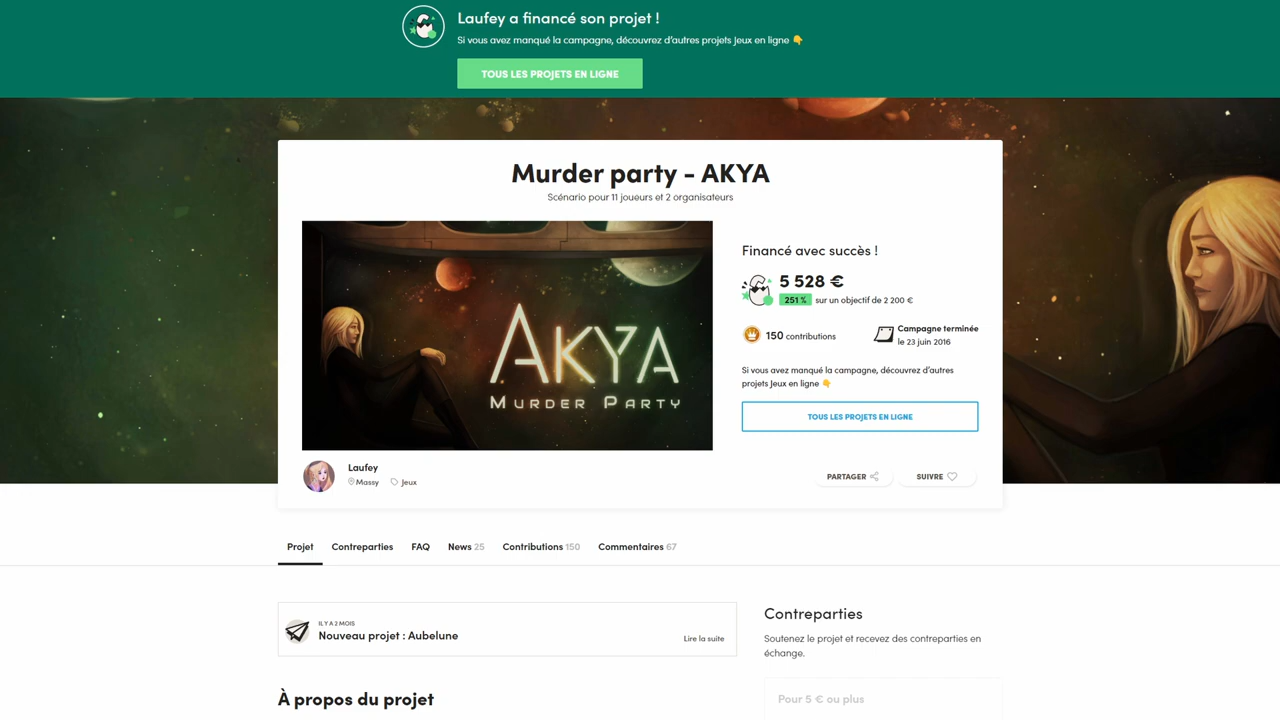 Laufey a financé son projet !
Si vous avez manqué la campagne, découvrez d'autres projets Jeux en ligne 👇
TOUS LES PROJETS EN LIGNE
Murder party - AKYA
Scénario pour 11 joueurs et 2 organisateurs
AKYA
MURDER PARTY
Financé avec succès !
5 528 €
251 % sur un objectif de 2 200 €
150 contributions
Campagne terminée
le 23 juin 2016
Si vous avez manqué la campagne, découvrez d'autres
projets Jeux en ligne 👇
TOUS LES PROJETS EN LIGNE
Laufey
Massy Jeux
PARTAGER SUIVRE
Projet Contreparties FAQ News 25 Contributions 150 Commentaires 67
IL Y A 2 MOIS
Nouveau projet : Aubelune
Lire la suite
Contreparties
Soutenez le projet et recevez des contreparties en
échange.
À propos du projet
Pour 5 € ou plus